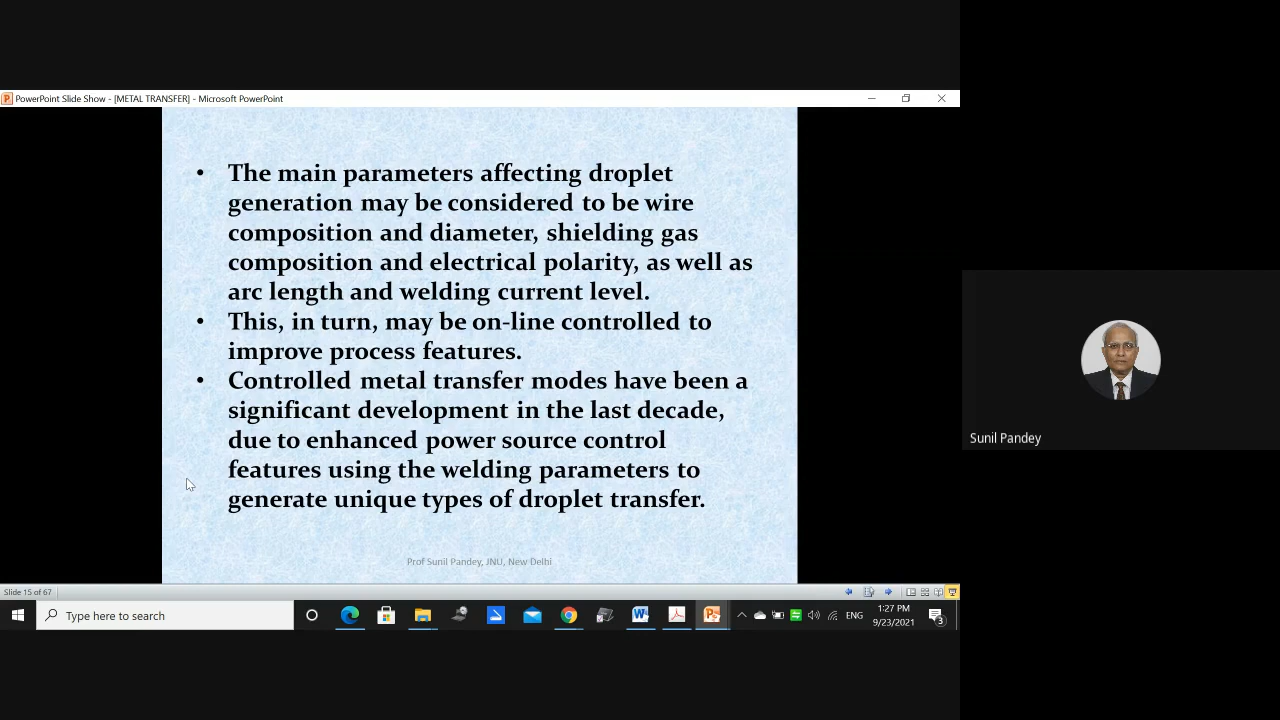 PowerPoint Slide Show - [METAL TRANSFER] - Microsoft PowerPoint
• The main parameters affecting droplet
generation may be considered to be wire
composition and diameter, shielding gas
composition and electrical polarity, as well as
arc length and welding current level.
• This, in turn, may be on-line controlled to
improve process features.
• Controlled metal transfer modes have been a
significant development in the last decade,
due to enhanced power source control
features using the welding parameters to
generate unique types of droplet transfer.
Prof Sunil Pandey, JNU, New Delhi
Sunil Pandey
Slide 15 of 67
Type here to search
ENG
1:27 PM
9/23/2021
3